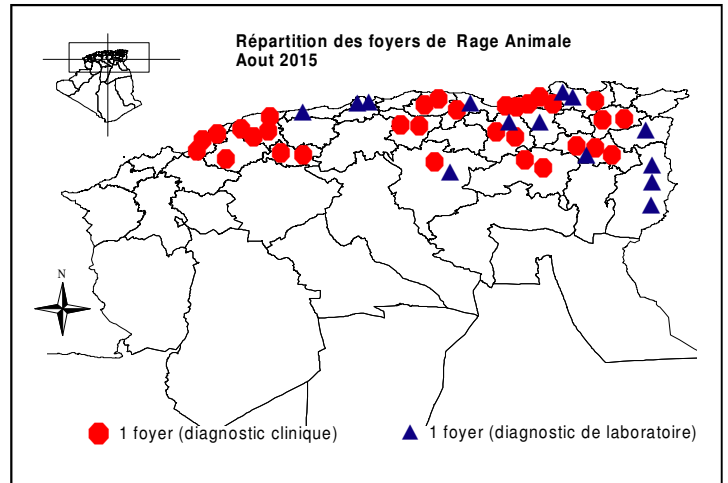 Répartition des foyers de Rage Animale
Aout 2015
N
1 foyer (diagnostic clinique)
1 foyer (diagnostic de laboratoire)